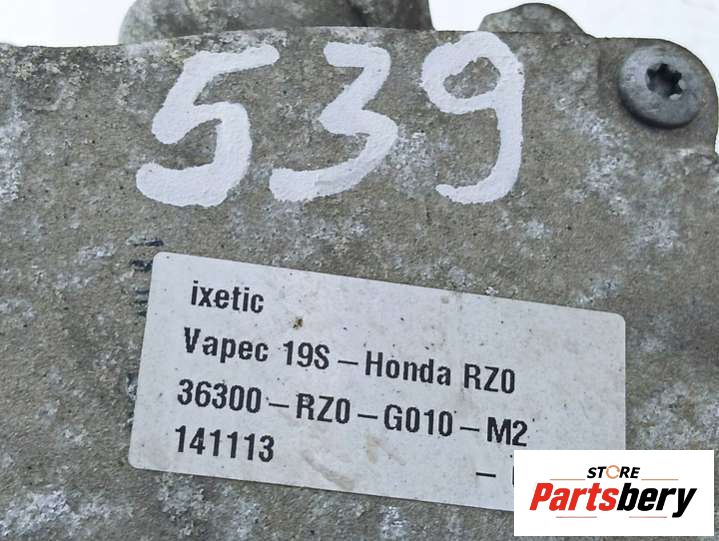 539
ixetic
Vapec 19S – Honda RZ0
36300 – RZ0 – G010 – M2
141113 –
STORE
Partsbery